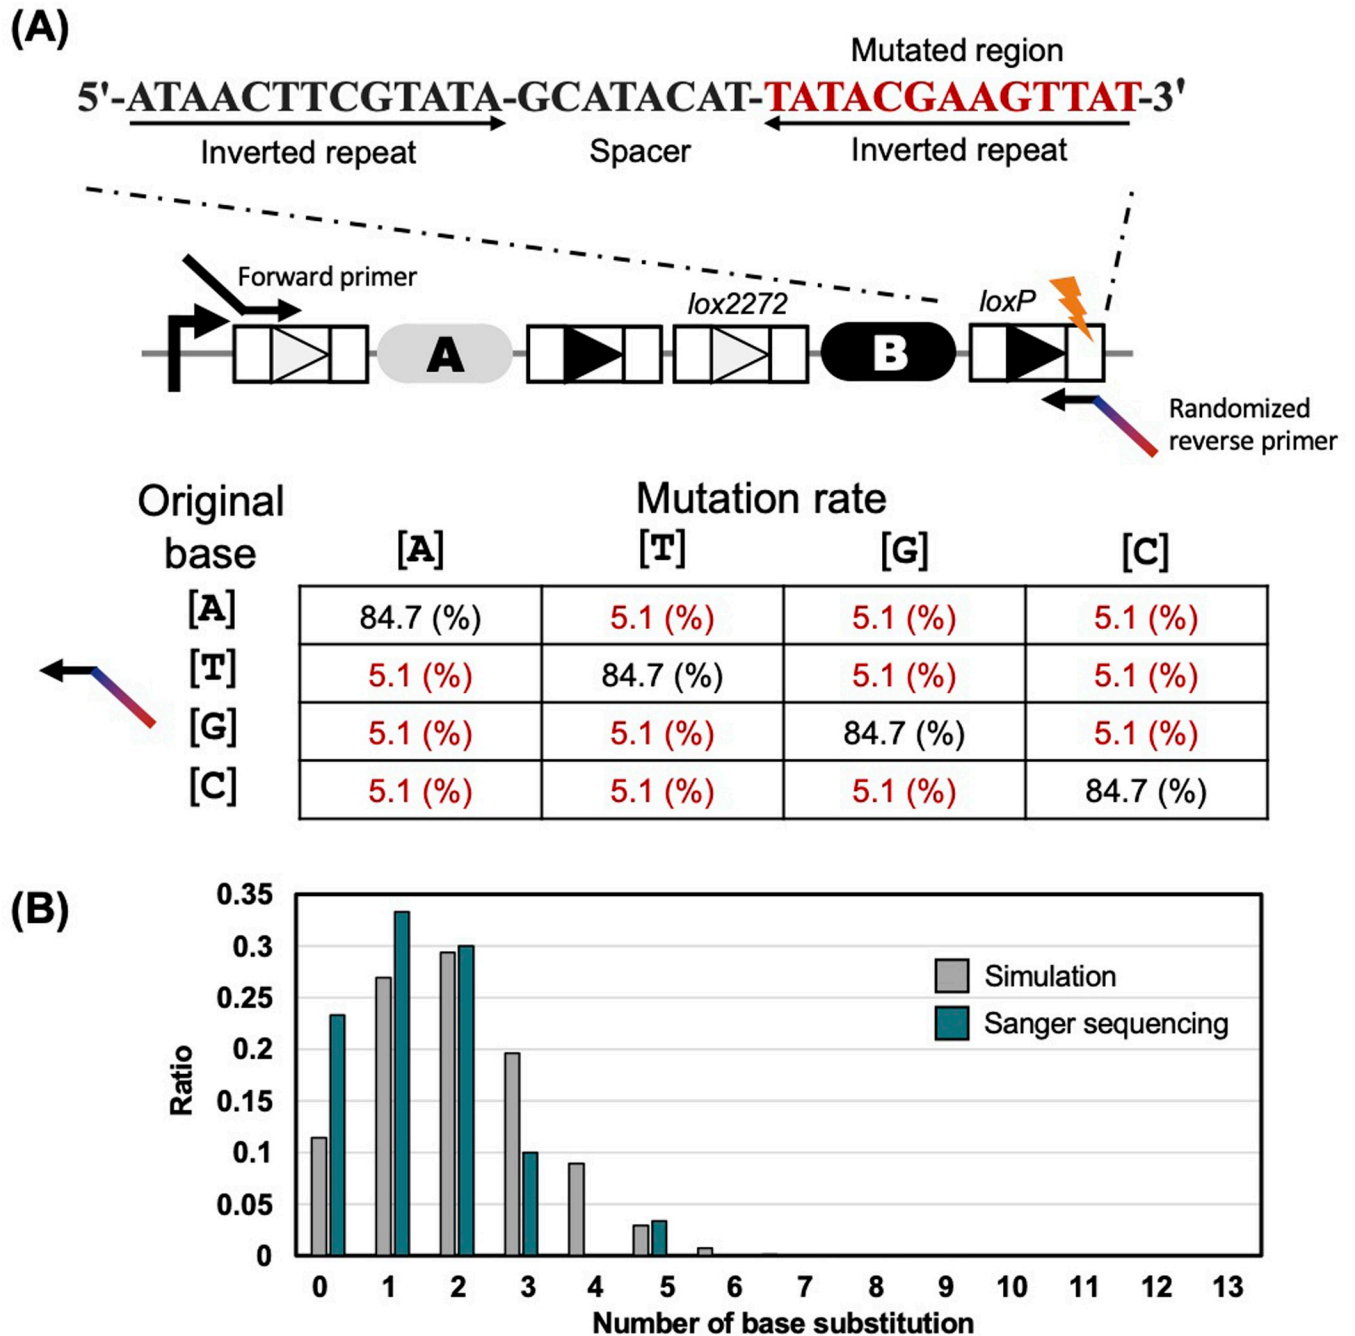 (A)
Mutated region
5'-ATAACTTCGTATA-GCATACAT-TATACGAAGTTAT-3'
Inverted repeat Spacer Inverted repeat
Forward primer
lox2272 loxP
A B
Randomized
reverse primer
Original
base
Mutation rate
[A] [T] [G] [C]
[A] 84.7 (%) 5.1 (%) 5.1 (%) 5.1 (%)
[T] 5.1 (%) 84.7 (%) 5.1 (%) 5.1 (%)
[G] 5.1 (%) 5.1 (%) 84.7 (%) 5.1 (%)
[C] 5.1 (%) 5.1 (%) 5.1 (%) 84.7 (%)
(B)
0.35
0.3
0.25
0.2
0.15
0.1
0.05
0
Ratio
Simulation
Sanger sequencing
0 1 2 3 4 5 6 7 8 9 10 11 12 13
Number of base substitution